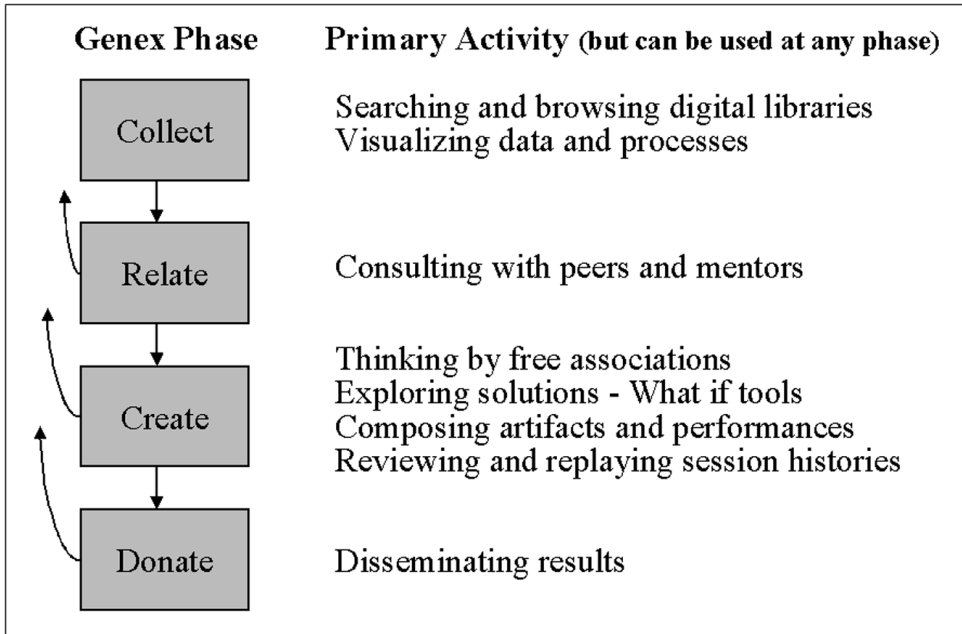 Genex Phase Primary Activity (but can be used at any phase)
Collect
Searching and browsing digital libraries
Visualizing data and processes
Relate
Consulting with peers and mentors
Create
Thinking by free associations
Exploring solutions - What if tools
Composing artifacts and performances
Reviewing and replaying session histories
Donate
Disseminating results